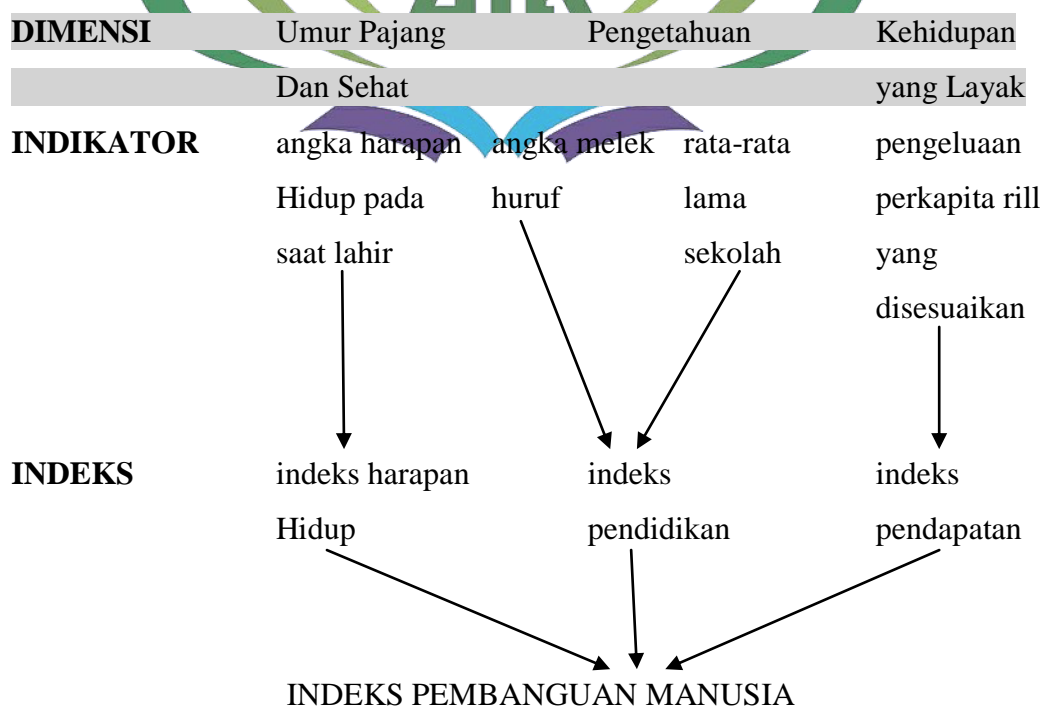 DIMENSI Umur Pajang Pengetahuan Kehidupan
Dan Sehat yang Layak
INDIKATOR angka harapan angka melek rata-rata pengeluaan
Hidup pada huruf lama perkapita rill
saat lahir sekolah yang
disesuaikan
INDEKS indeks harapan indeks indeks
Hidup pendidikan pendapatan
INDEKS PEMBANGUAN MANUSIA